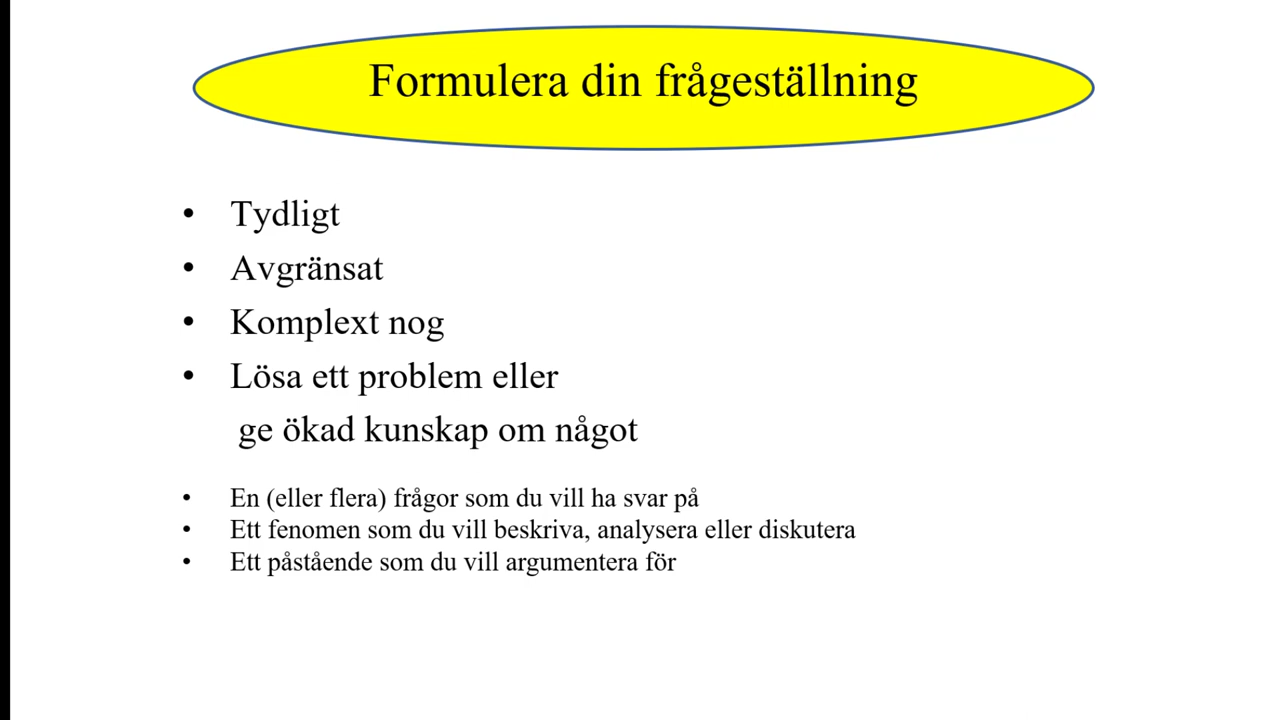 Formulera din frågeställning
• Tydligt
• Avgränsat
• Komplext nog
• Lösa ett problem eller
ge ökad kunskap om något
• En (eller flera) frågor som du vill ha svar på
• Ett fenomen som du vill beskriva, analysera eller diskutera
• Ett påstående som du vill argumentera för